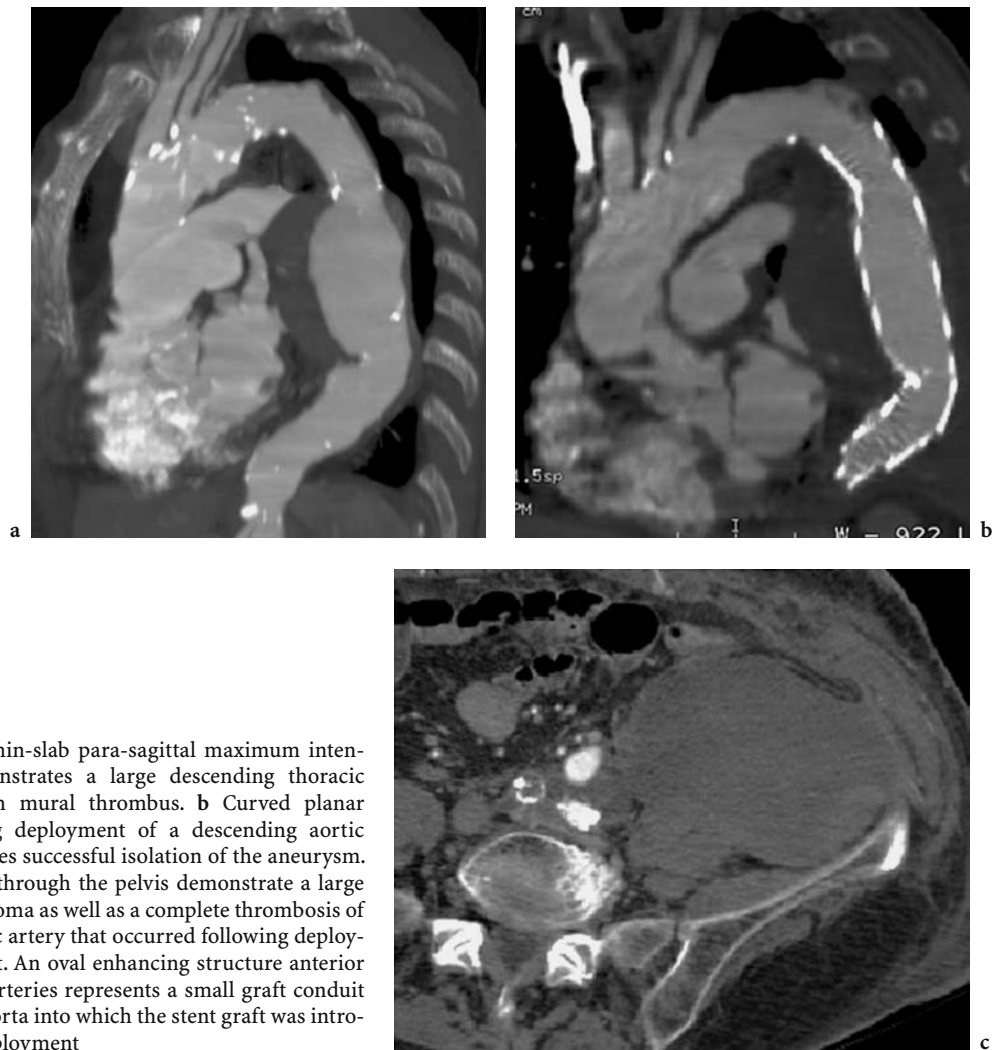 cm
a
1.5sp
PM
I
W = 922 L
b
nin-slab para-sagittal maximum inten-
nstrates a large descending thoracic
n mural thrombus. b Curved planar
g deployment of a descending aortic
es successful isolation of the aneurysm.
through the pelvis demonstrate a large
oma as well as a complete thrombosis of
c artery that occurred following deploy-
t. An oval enhancing structure anterior
rteries represents a small graft conduit
orta into which the stent graft was intro-
ployment
c